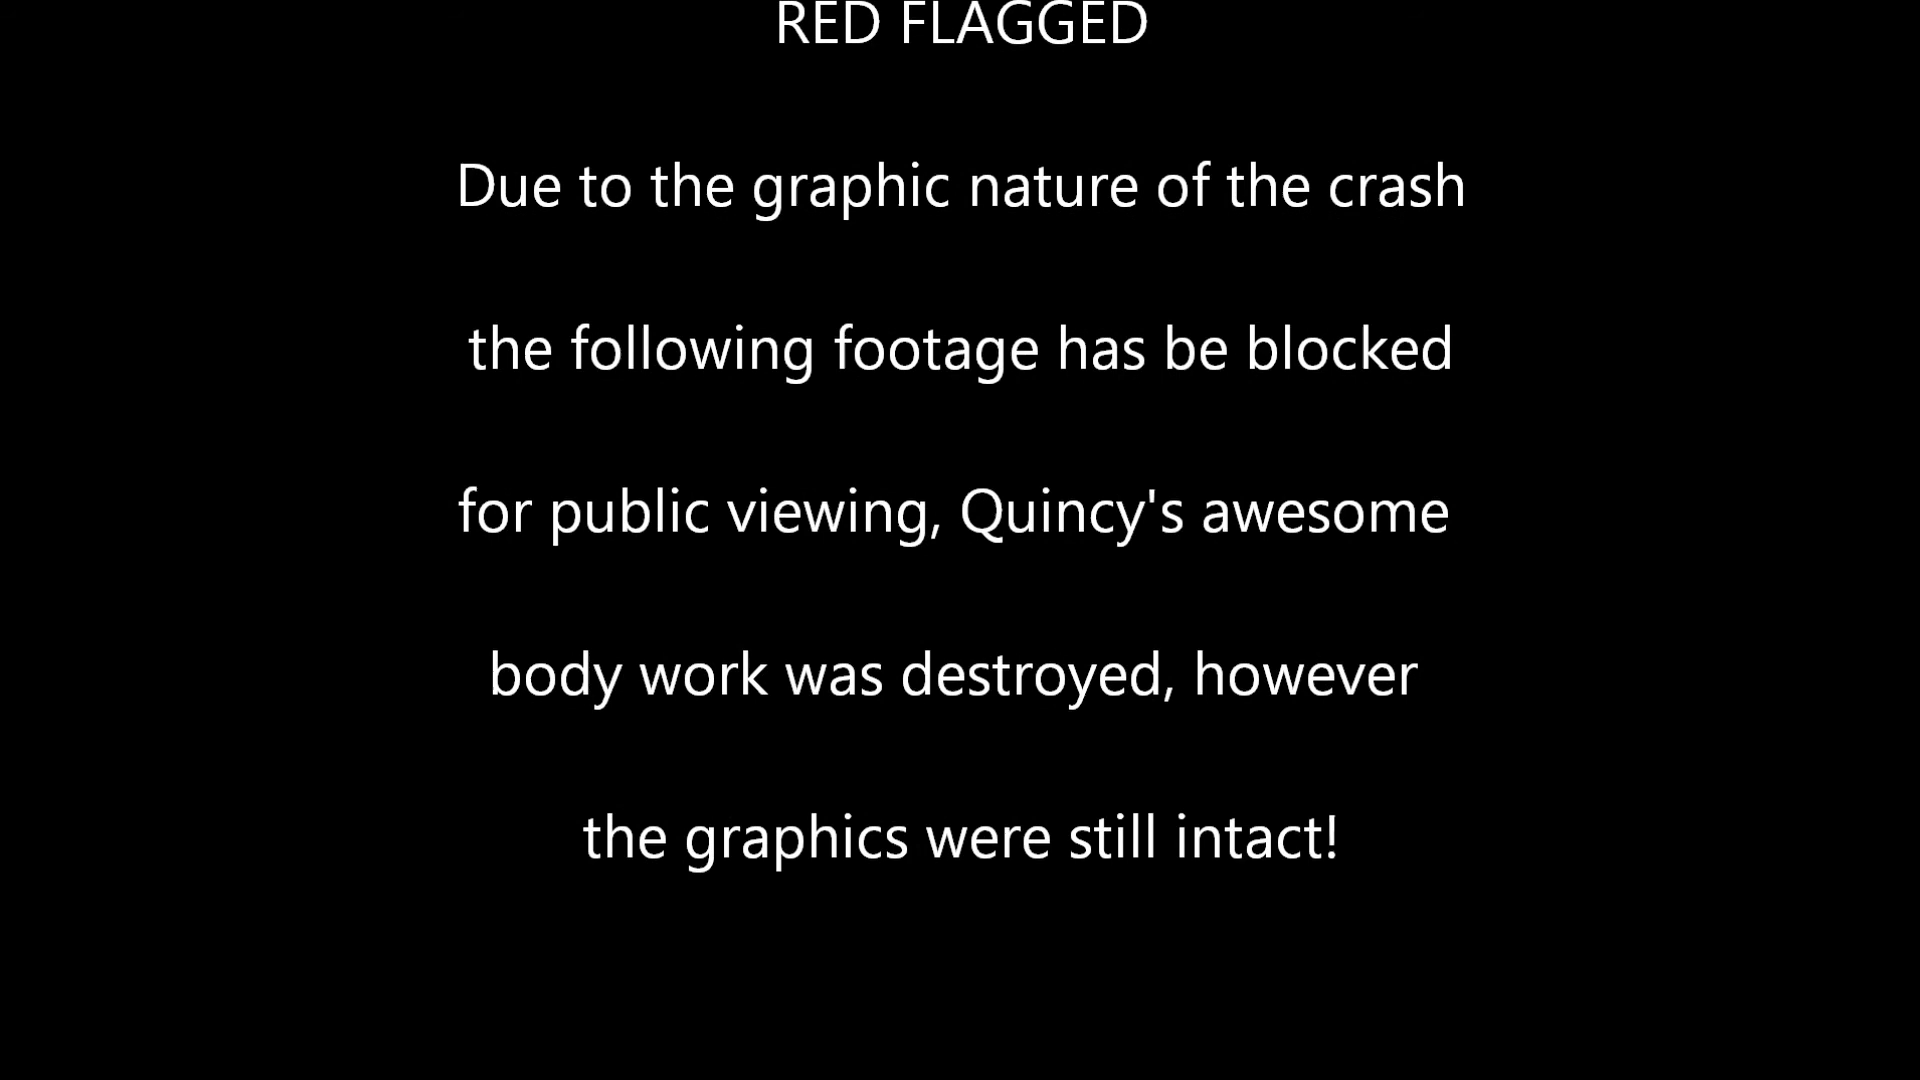 RED FLAGGED
Due to the graphic nature of the crash
the following footage has be blocked
for public viewing, Quincy's awesome
body work was destroyed, however
the graphics were still intact!